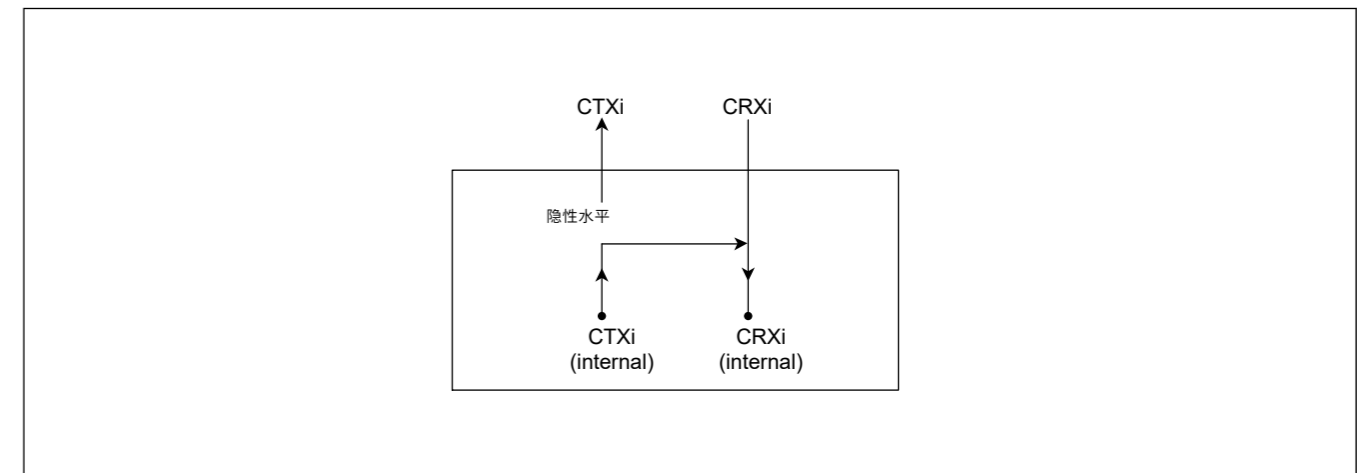 CTXi CRXi
隐性水平
CTXi CRXi
(internal) (internal)